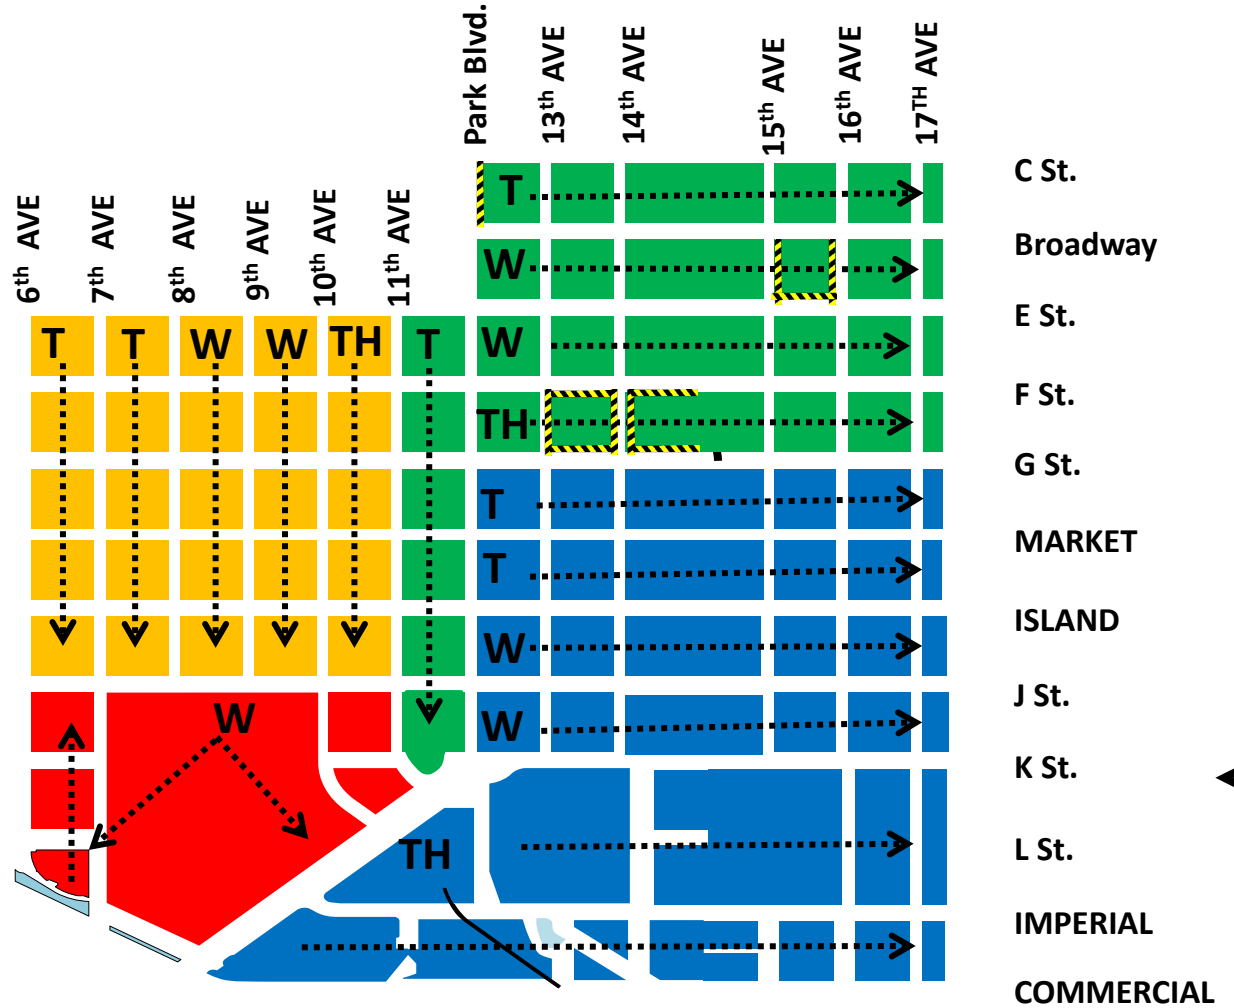 Park Blvd.
13th AVE
14th AVE
15th AVE
16th AVE
17TH AVE
6th AVE
7th AVE
8th AVE
9th AVE
10th AVE
11th AVE
T
C St.
W
Broadway
T
T
W
W
TH
T
W
E St.
TH
F St.
T
G St.
T
MARKET
W
ISLAND
W
W
J St.
K St.
TH
L St.
IMPERIAL
COMMERCIAL